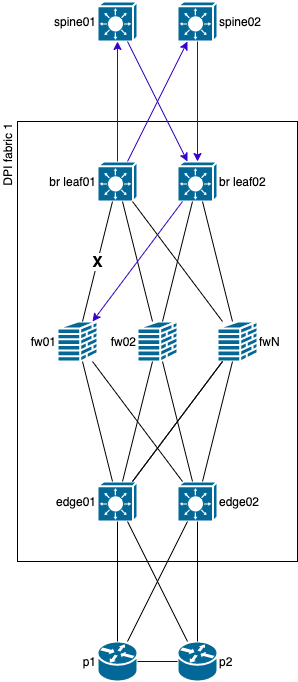 spine01
spine02
DPI fabric 1
br leaf01
br leaf02
X
fw01
fw02
fwN
edge01
edge02
p1
p2